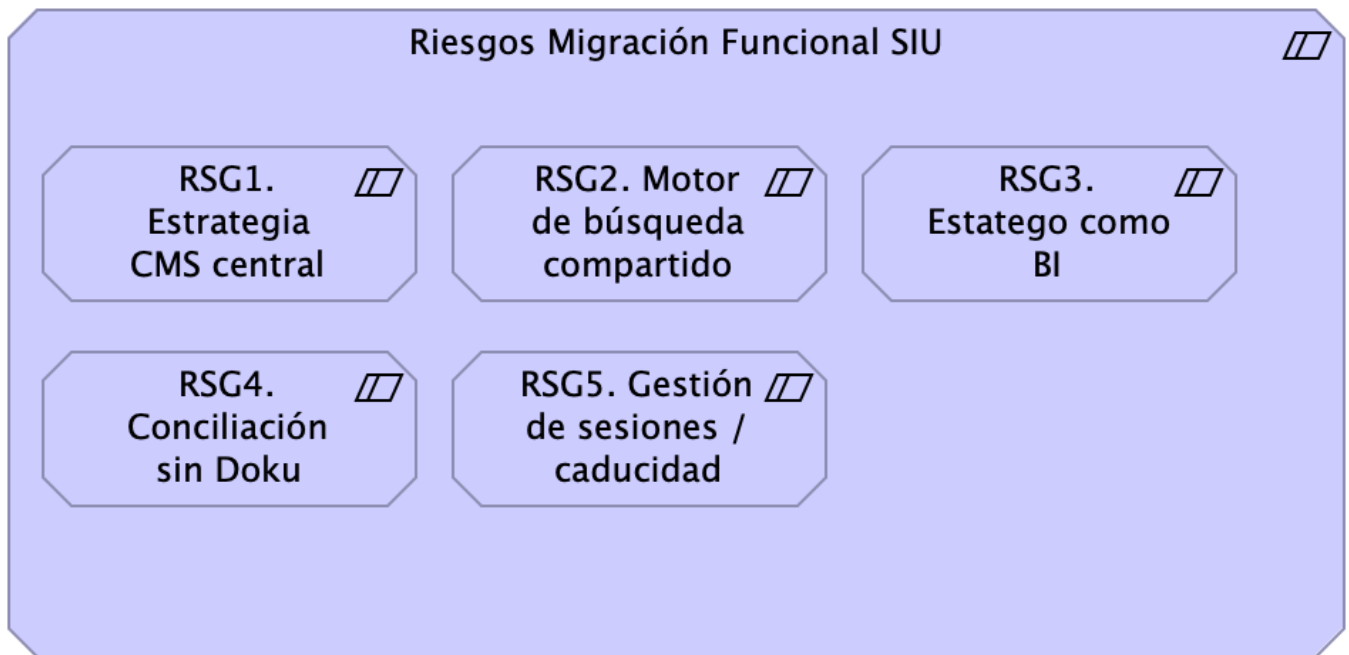 Riesgos Migración Funcional SIU
RSG1.
Estrategia
CMS central
RSG2. Motor
de búsqueda
compartido
RSG3.
Estatego como
BI
RSG4.
Conciliación
sin Doku
RSG5. Gestión
de sesiones /
caducidad